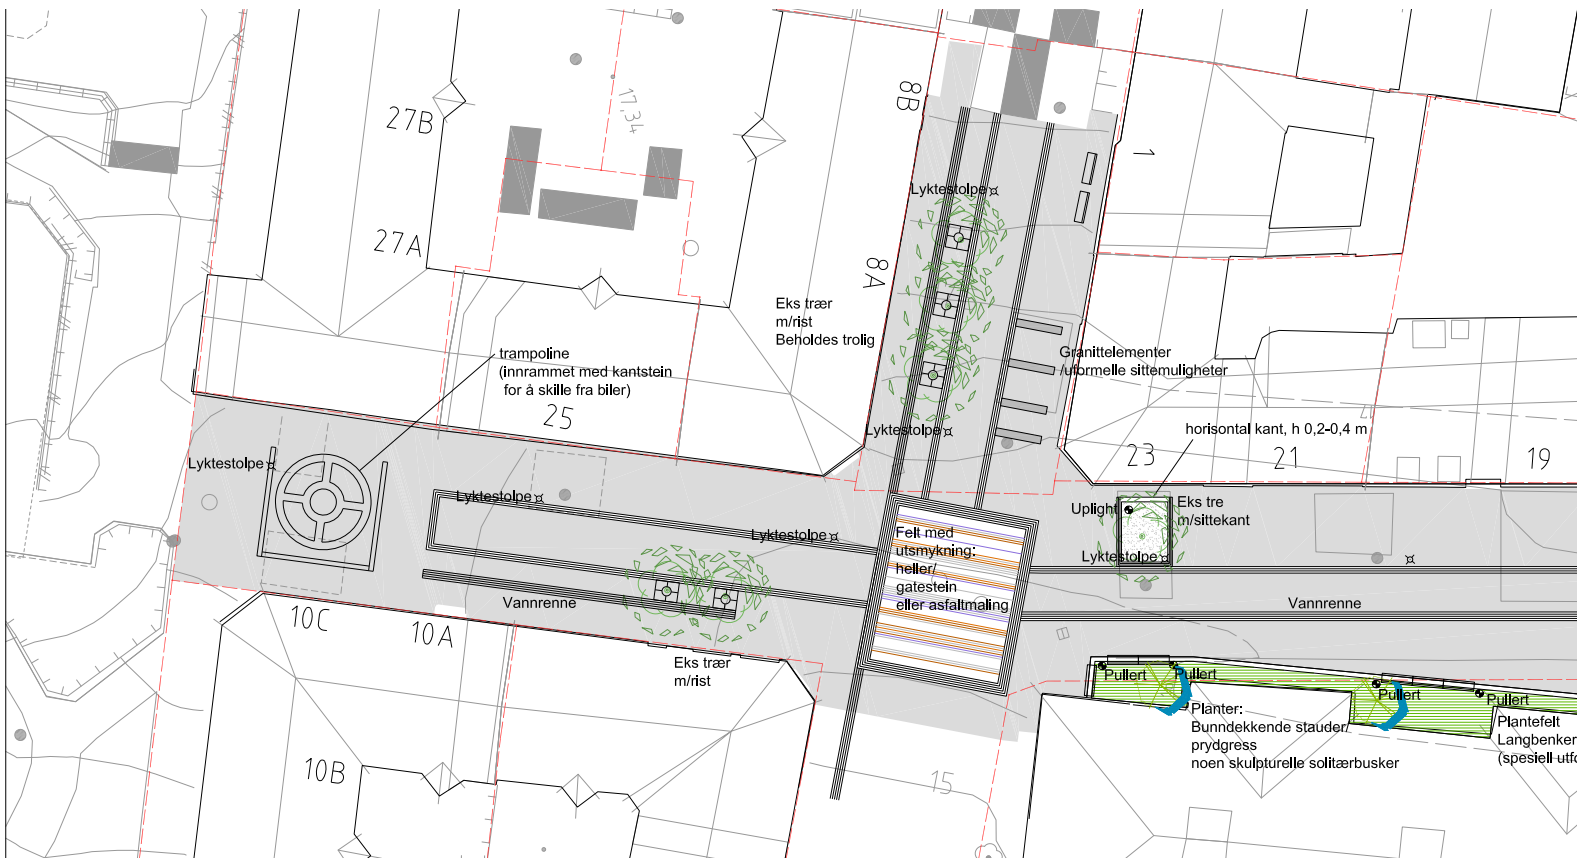 27B
17,34
8B
1
27A
Lyktestolpe
8A
Eks trær
m/rist
Beholdes trolig
trampoline
(innrammet med kantstein
for å skille fra biler)
25
Granittelementer
/uformelle sittemuligheter
Lyktestolpe
horisontal kant, h 0,2-0,4 m
23
21
19
Lyktestolpe
Lyktestolpe
Lyktestolpe
Uplight
Eks tre
m/sittekant
Lyktestolpe
Felt med
utsmykning:
heller/
gatestein
eller asfaltmaling
Vannrenne
Vannrenne
10C
10A
Eks trær
m/rist
Pullert
Pullert
Pullert
Pullert
Planter:
Bunndekkende stauder/
prydgress
noen skulpturelle solitærbusker
Plantefelt
Langbenker
(spesiell utfo
10B
15